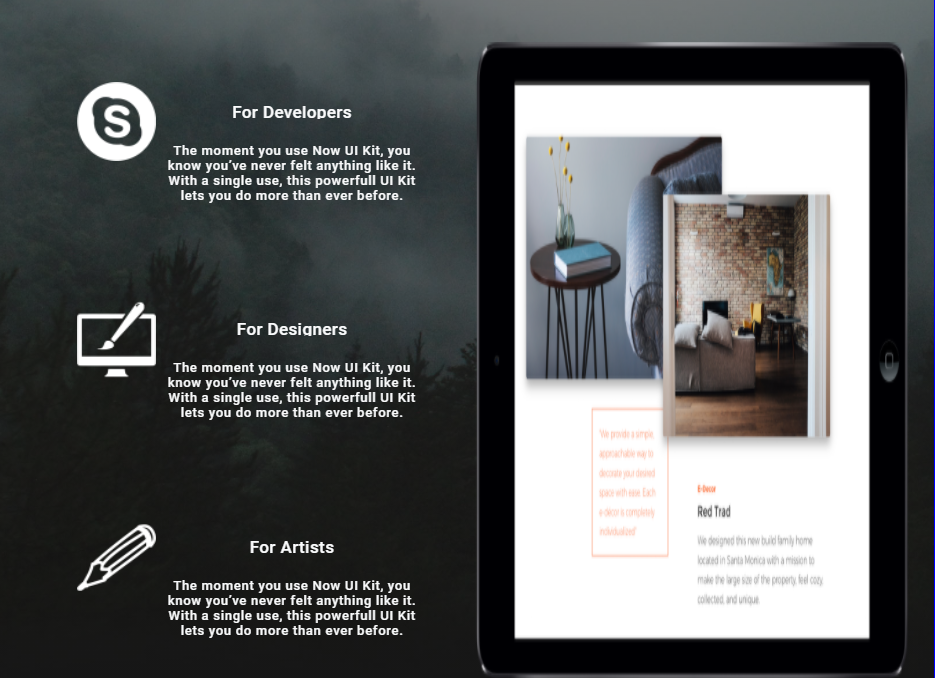 S
For Developers
The moment you use Now UI Kit, you
know you’ve never felt anything like it.
With a single use, this powerfull UI Kit
lets you do more than ever before.
For Designers
The moment you use Now UI Kit, you
know you’ve never felt anything like it.
With a single use, this powerfull UI Kit
lets you do more than ever before.
For Artists
The moment you use Now UI Kit, you
know you’ve never felt anything like it.
With a single use, this powerfull UI Kit
lets you do more than ever before.
"We provide a simple,
approachable way to
decorate your desired
space with ease. Each
e-decor is completely
individualized"
E-Decor
Red Trad
We designed this new build family home
located in Santa Monica with a mission to
make the large size of the property, feel cozy,
collected, and unique.